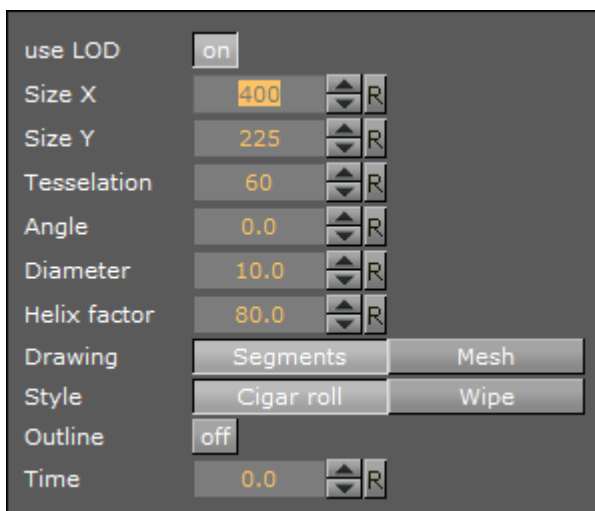 use LOD on
Size X 400 R
Size Y 225 R
Tesselation 60 R
Angle 0.0 R
Diameter 10.0 R
Helix factor 80.0 R
Drawing Segments Mesh
Style Cigar roll Wipe
Outline off
Time 0.0 R